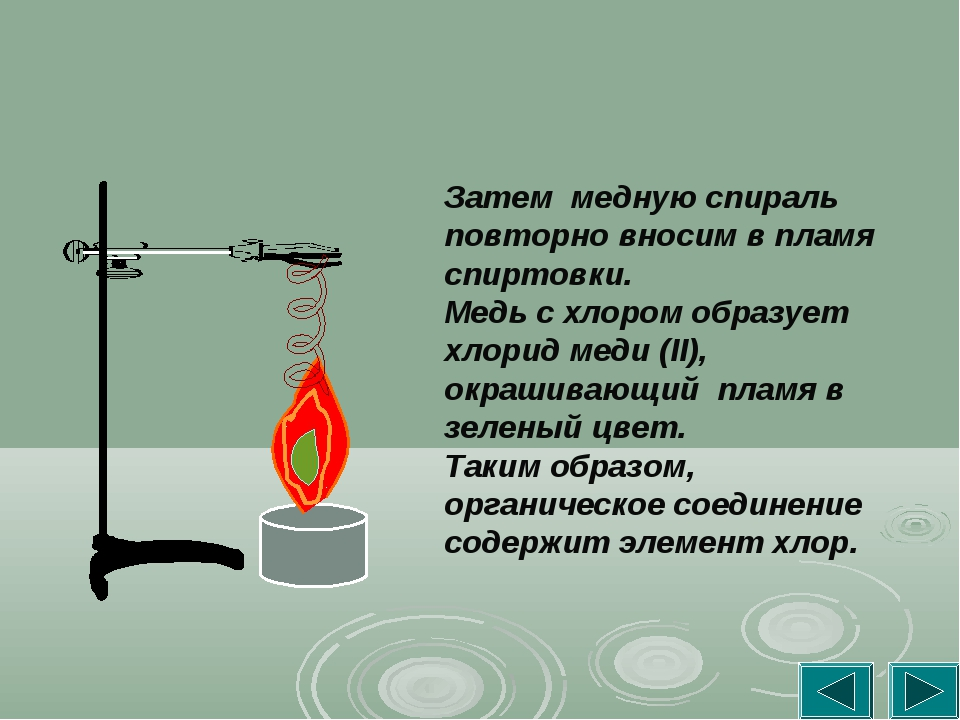 Затем медную спираль
повторно вносим в пламя
спиртовки.
Медь с хлором образует
хлорид меди (II),
окрашивающий пламя в
зеленый цвет.
Таким образом,
органическое соединение
содержит элемент хлор.